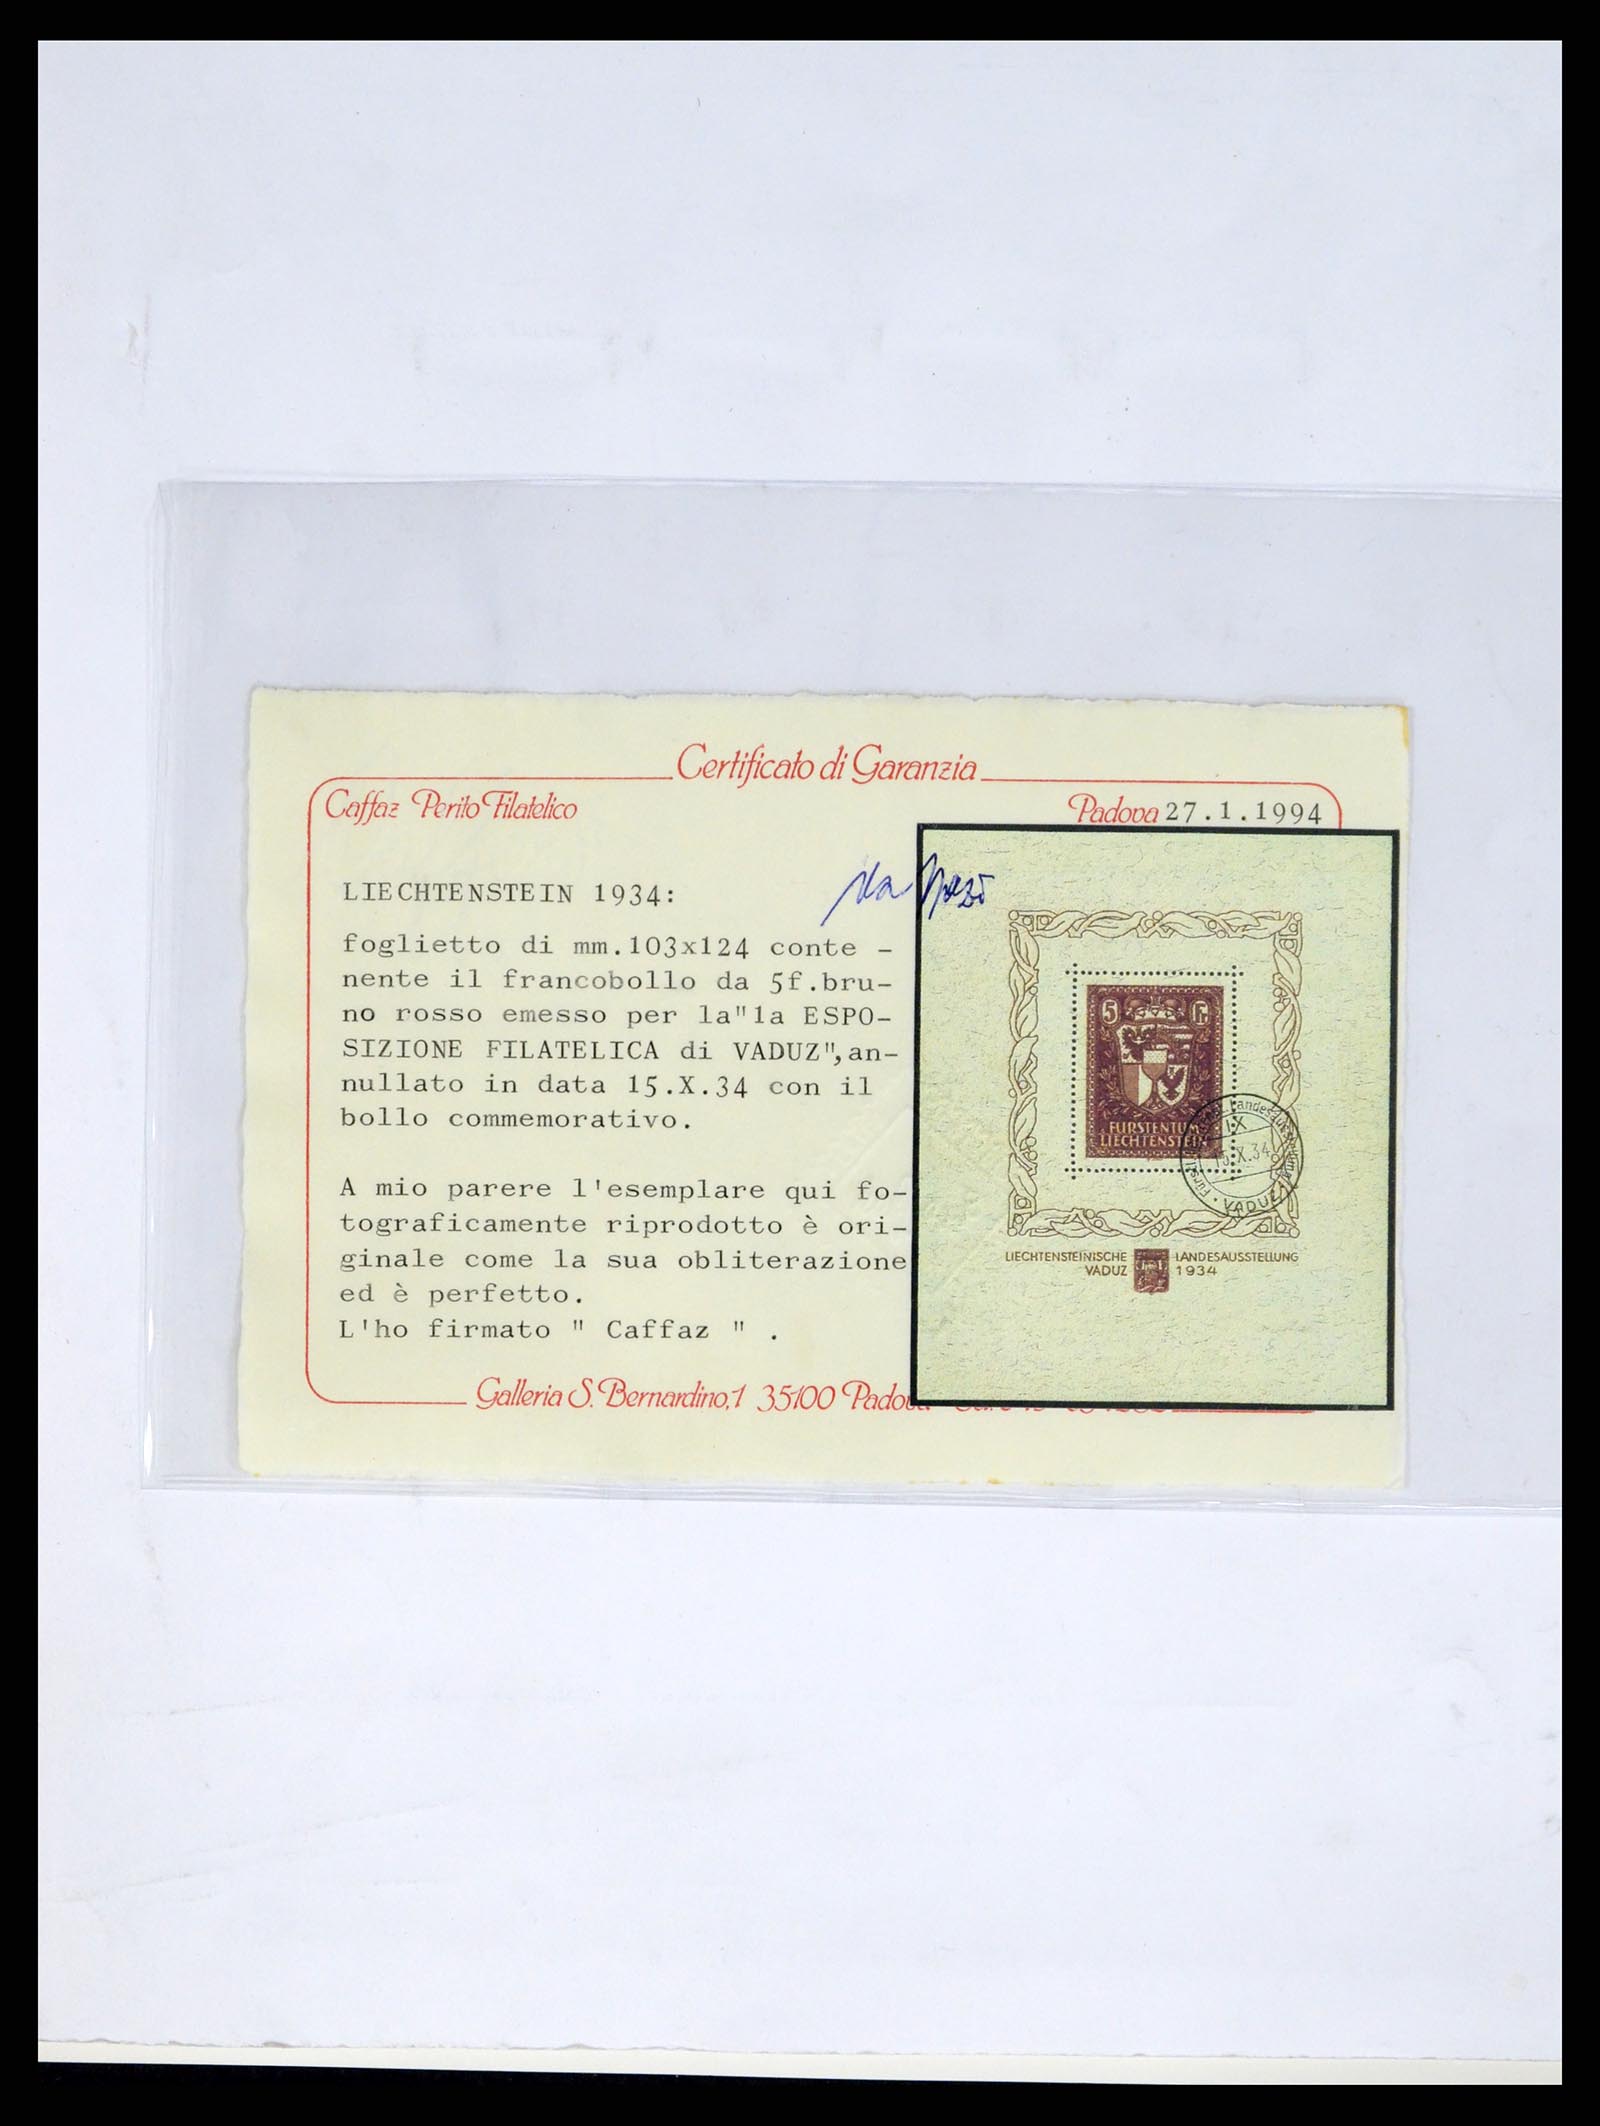 Certificato di Garanzia
Caffaz Perito Filatelico
Padova 27.1.1994
LIECHTENSTEIN 1934:
foglietto di mm.103x124 conte -
nente il francobollo da 5f.bru-
no rosso emesso per la"1a ESPO-
SIZIONE FILATELICA di VADUZ",an-
nullato in data 15.X.34 con il
bollo commemorativo.
A mio parere l'esemplare qui fo-
tograficamente riprodotto è ori-
ginale come la sua obliterazione
ed è perfetto.
L'ho firmato " Caffaz " .
5 Fr
FÜRSTENTUM
LIECHTENSTEIN
15.X.34
VADUZ
LIECHTENSTEINISCHE LANDESAUSSTELLUNG
VADUZ 1934
Galleria S. Bernardino,1 35100 Padova